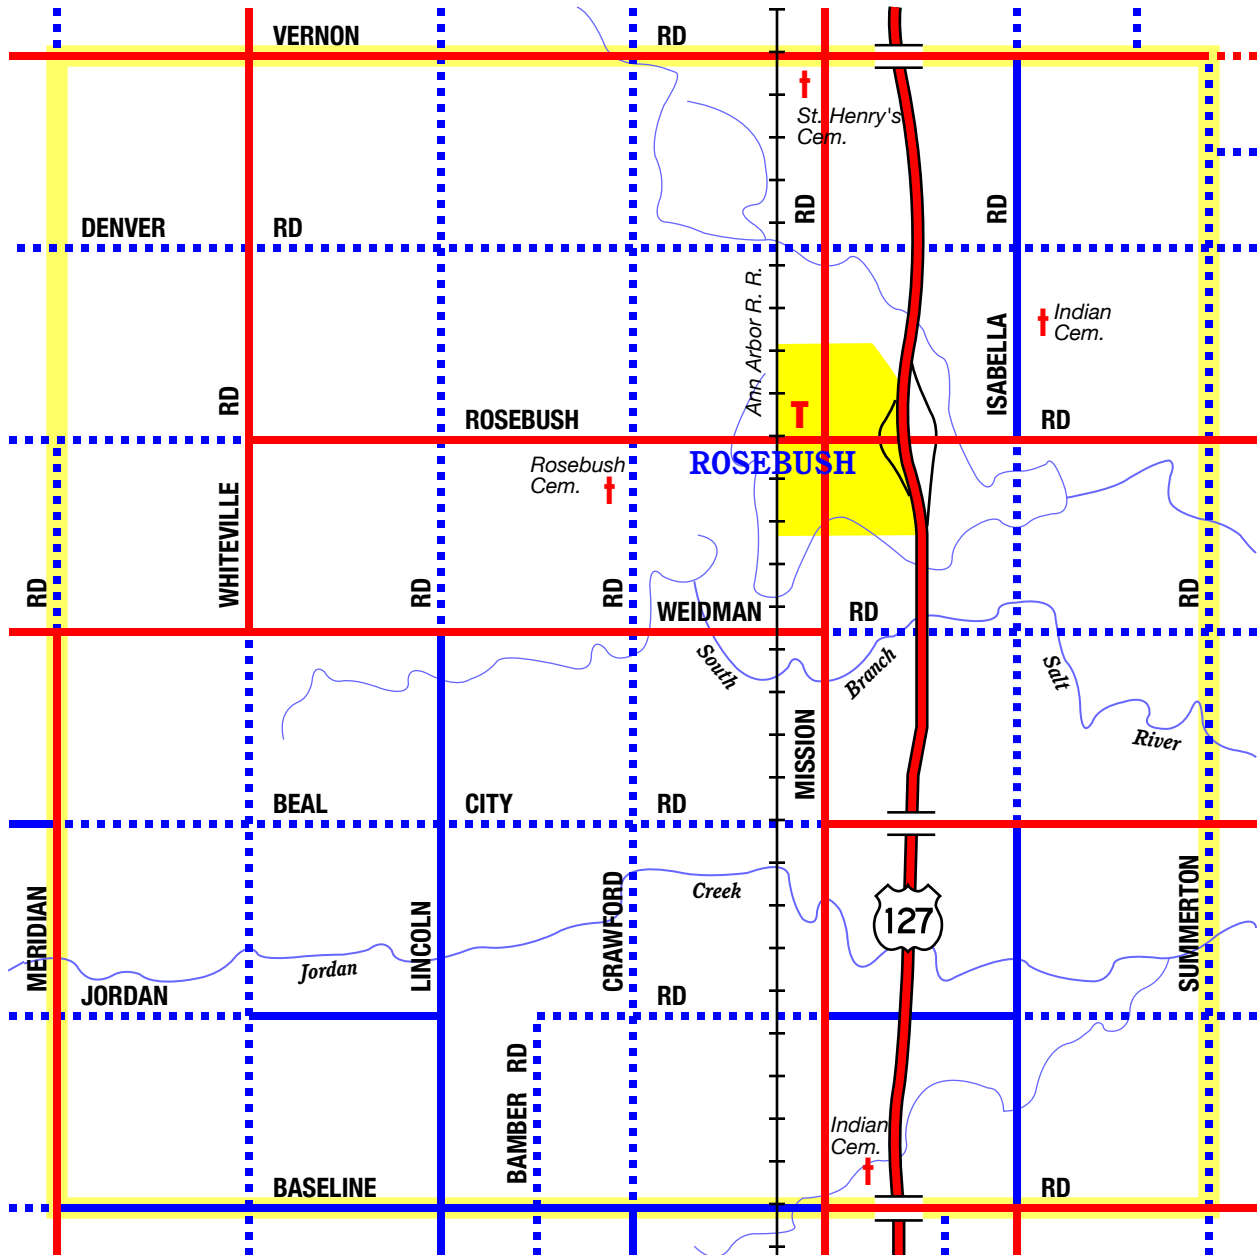 VERNON RD
St. Henry's
Cem.
DENVER RD
RD
RD
Ann Arbor R. R.
Indian
Cem.
ISABELLA
RD
ROSEBUSH RD
T
ROSEBUSH
Rosebush
Cem.
WHITEVILLE
RD
RD
RD
RD
WEIDMAN RD
South
Branch
Salt
River
MISSION
BEAL CITY RD
MERIDIAN
LINCOLN
CRAWFORD
Creek
127
SUMMERTON
Jordan
JORDAN RD
BAMBER RD
Indian
Cem.
BASELINE RD